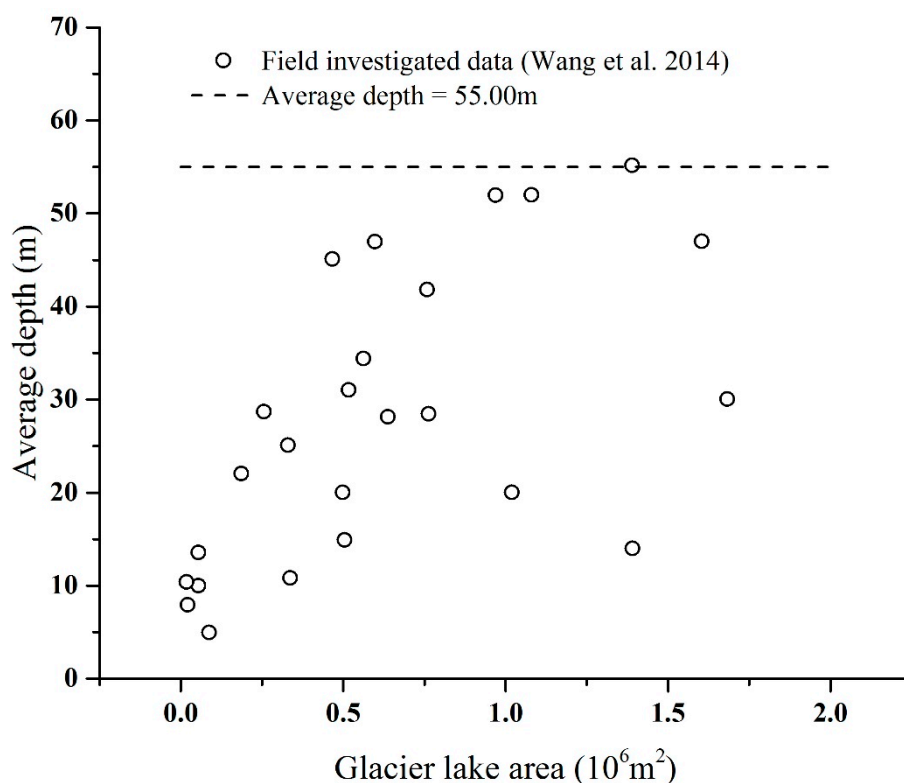 70
60
50
40
30
20
10
0
Average depth (m)
Field investigated data (Wang et al. 2014)
Average depth = 55.00m
0.0 0.5 1.0 1.5 2.0
Glacier lake area (10⁶m²)